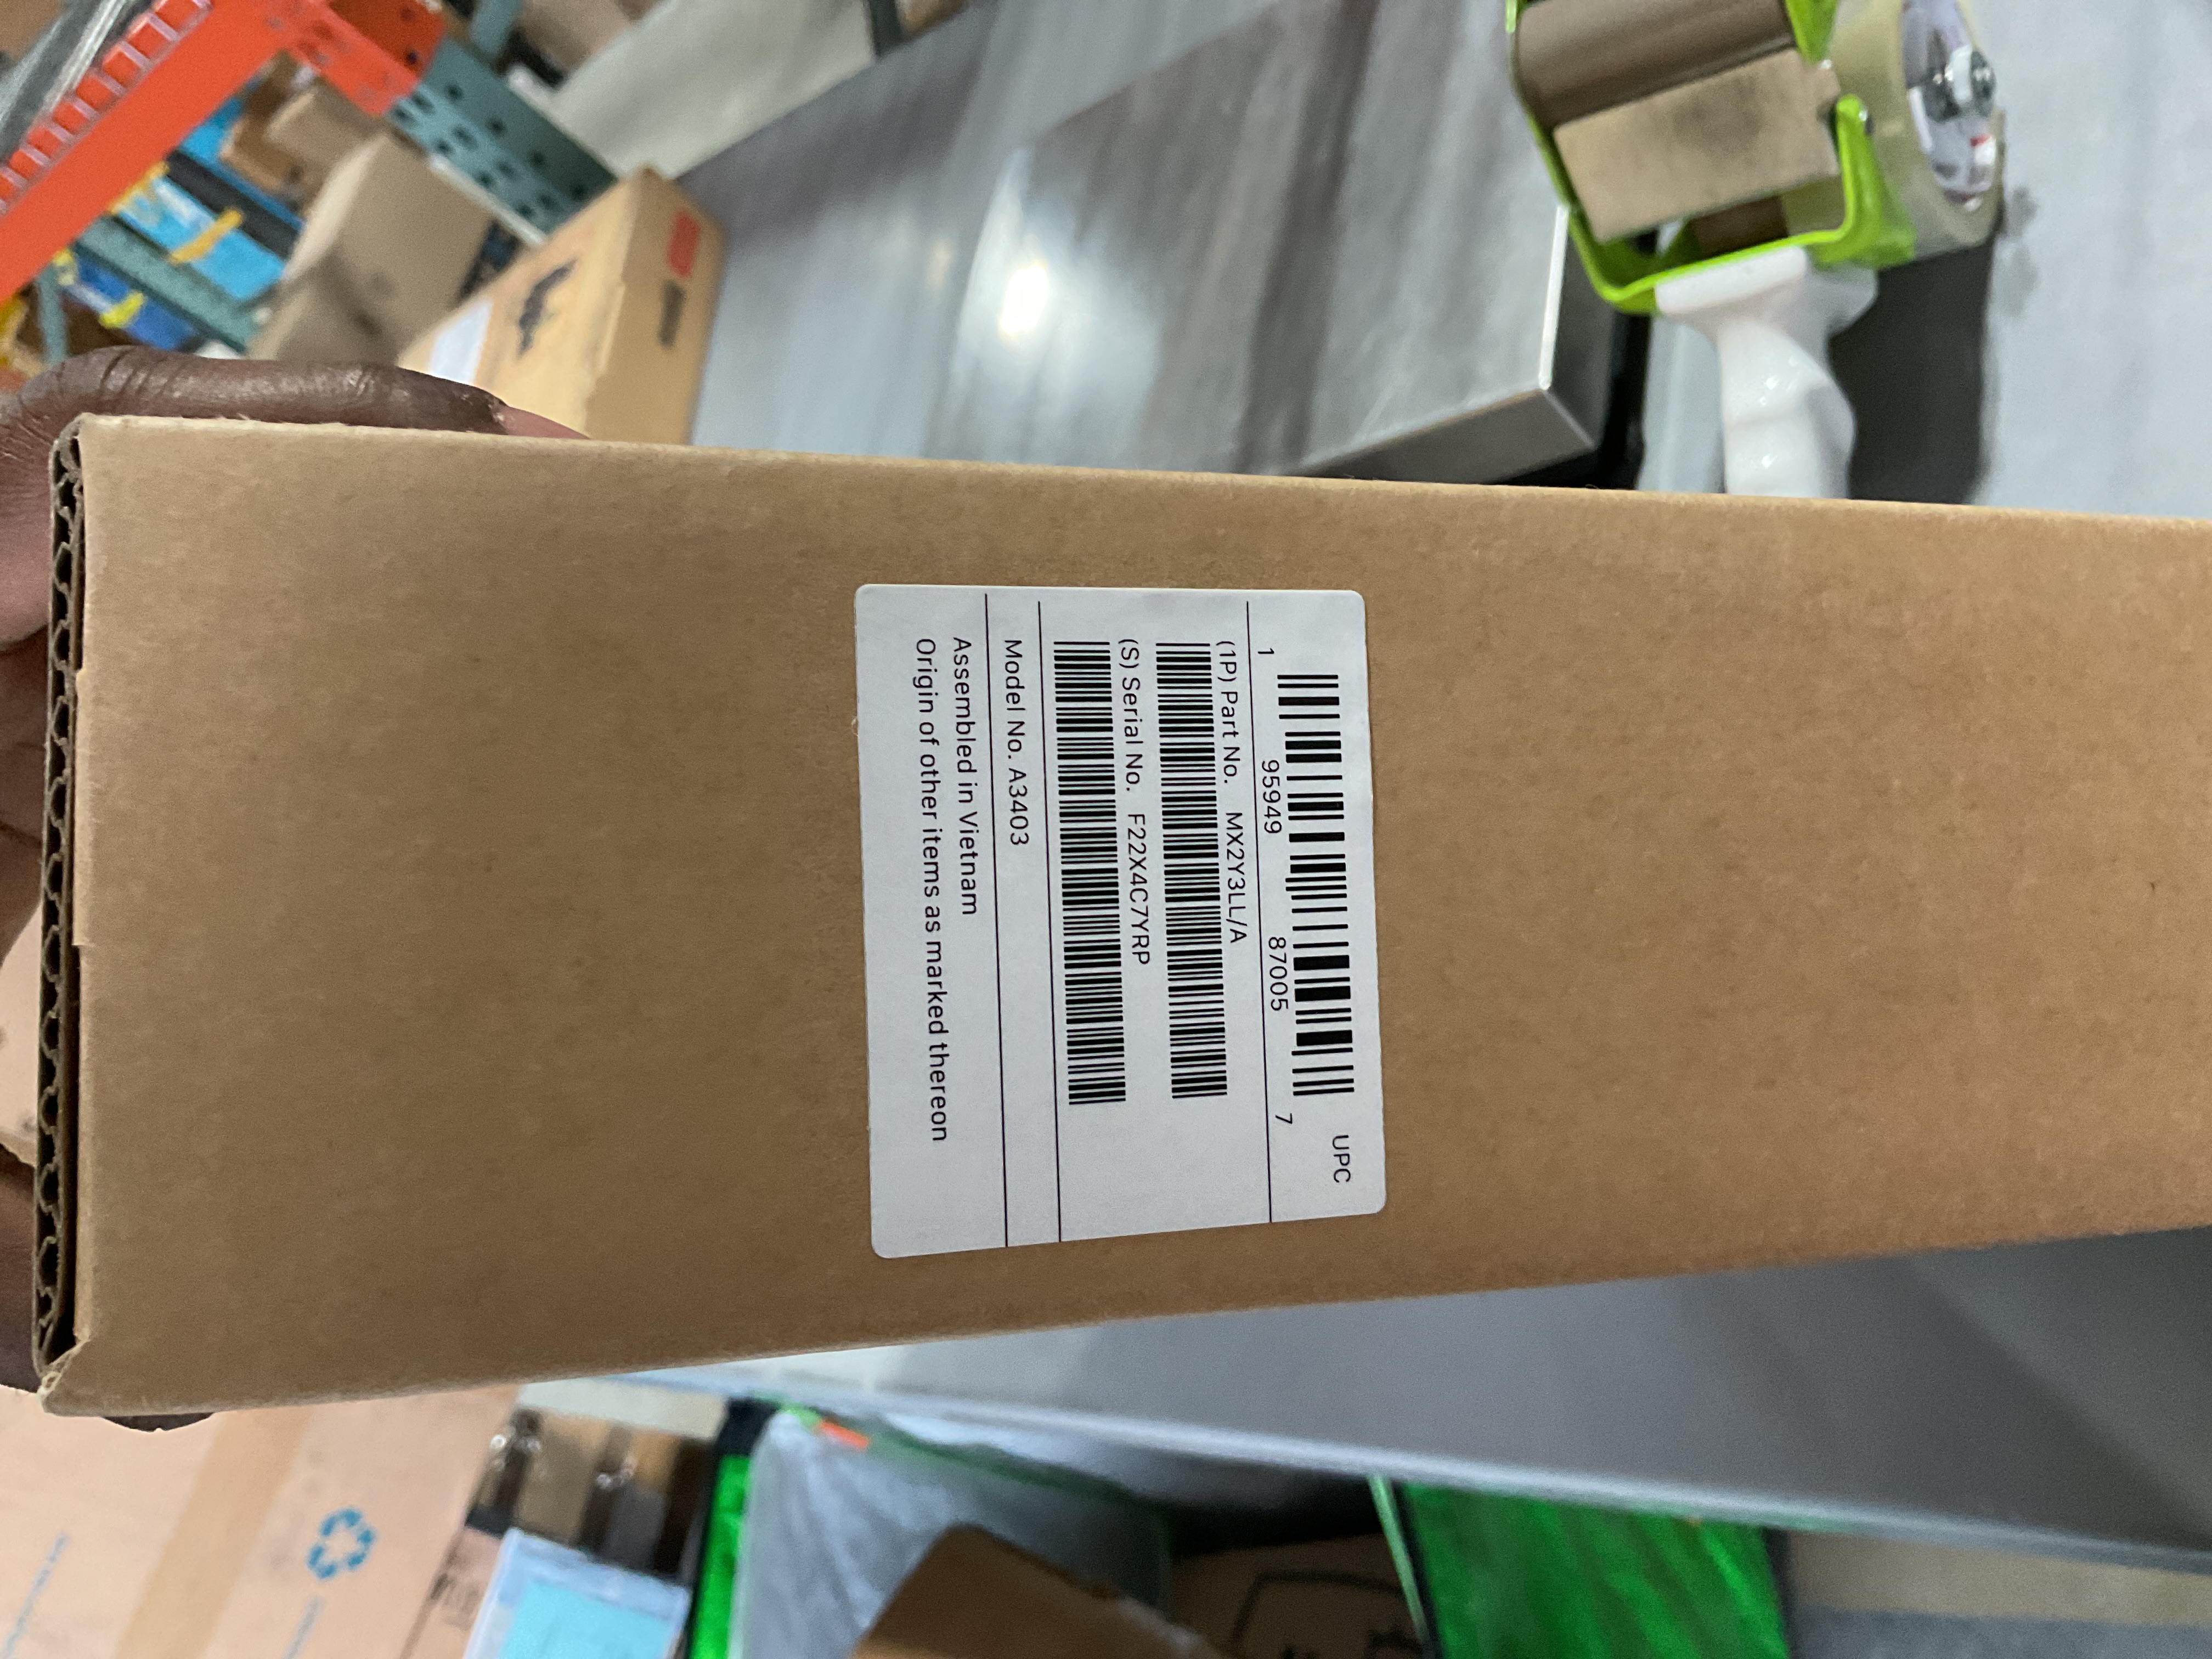 UPC
1 95949 87005 7
(1P) Part No. MX2Y3LL/A
(S) Serial No. F22X4C7YRP
Model No. A3403
Assembled in Vietnam
Origin of other items as marked thereon